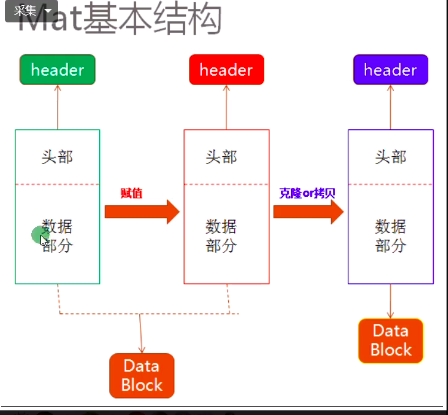 采集
Mat基本结构
header
header
header
头部
头部
头部
赋值
克隆or拷贝
数据
部分
数据
部分
数据
部分
Data
Block
Data
Block